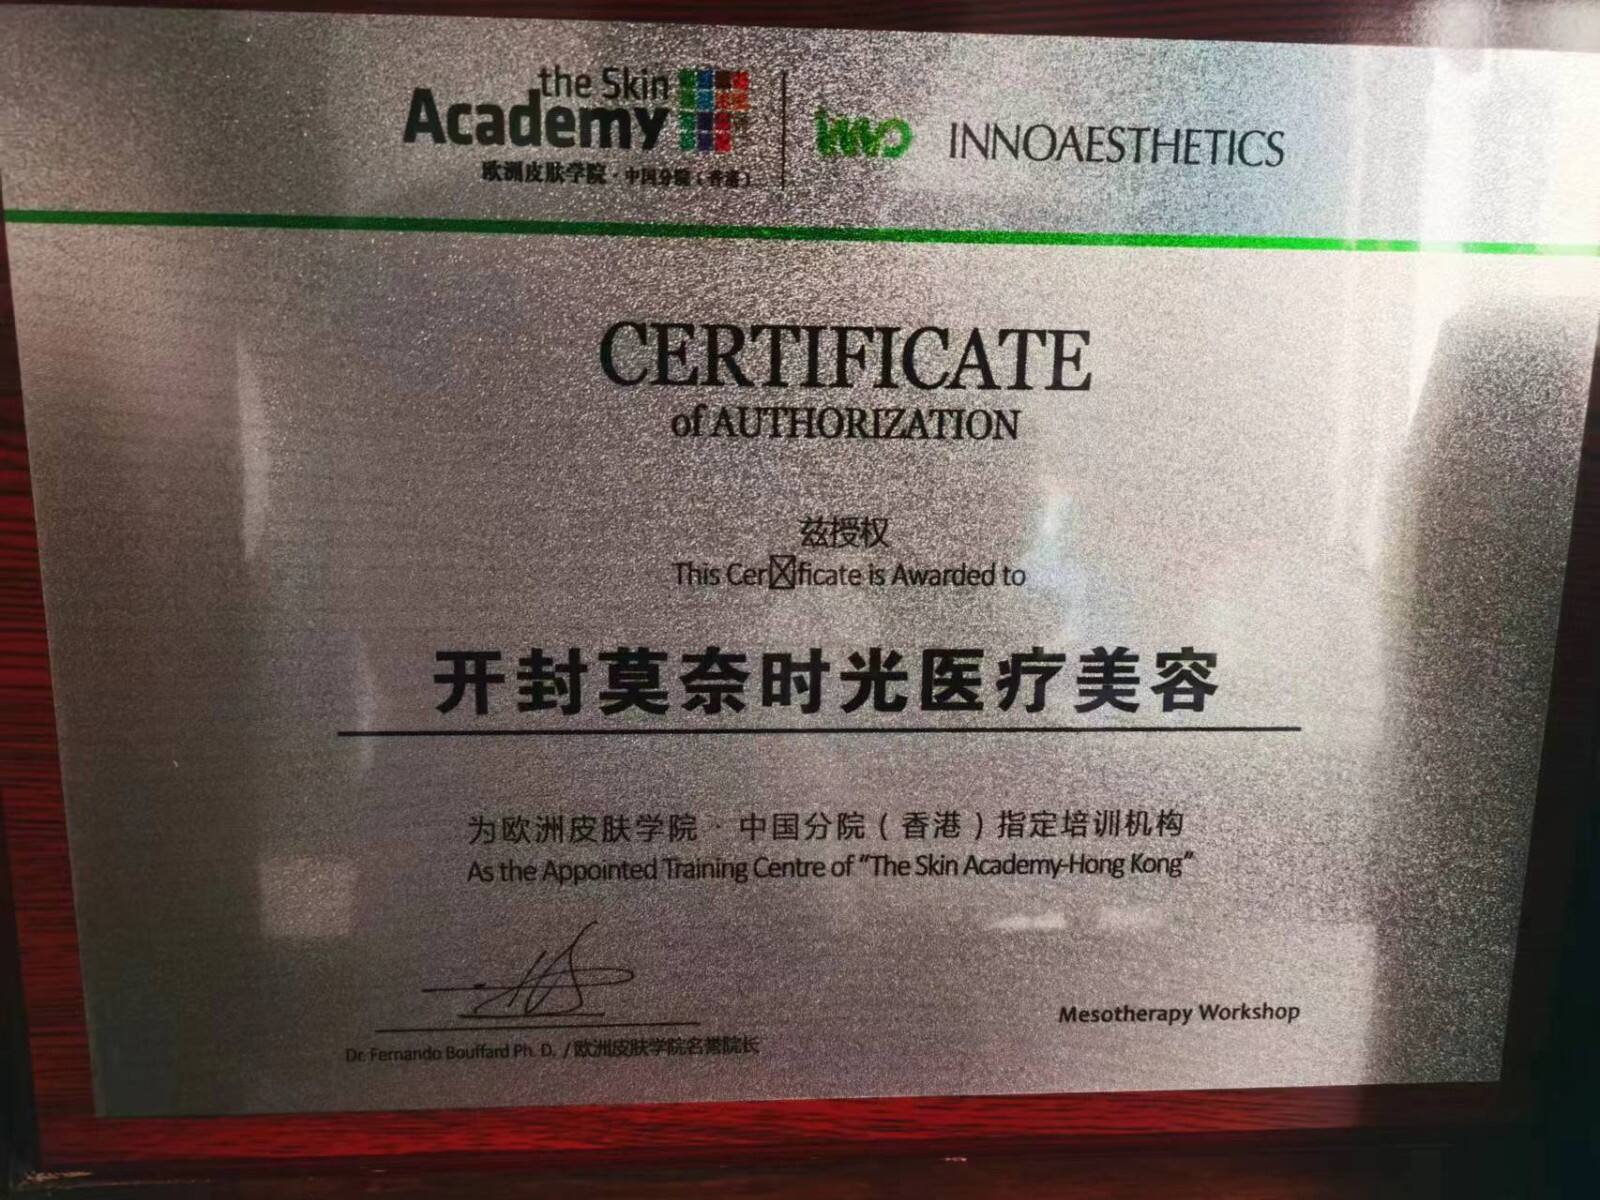 the Skin
Academy
欧洲皮肤学院·中国分院(香港)
inno INNOAESTHETICS
CERTIFICATE
of AUTHORIZATION
兹授权
This Cer☒ficate is Awarded to
开封莫奈时光医疗美容
为欧洲皮肤学院·中国分院(香港)指定培训机构
As the Appointed Training Centre of "The Skin Academy-Hong Kong"
Mesotherapy Workshop
Dr. Fernando Bouffard Ph. D. /欧洲皮肤学院名誉院长